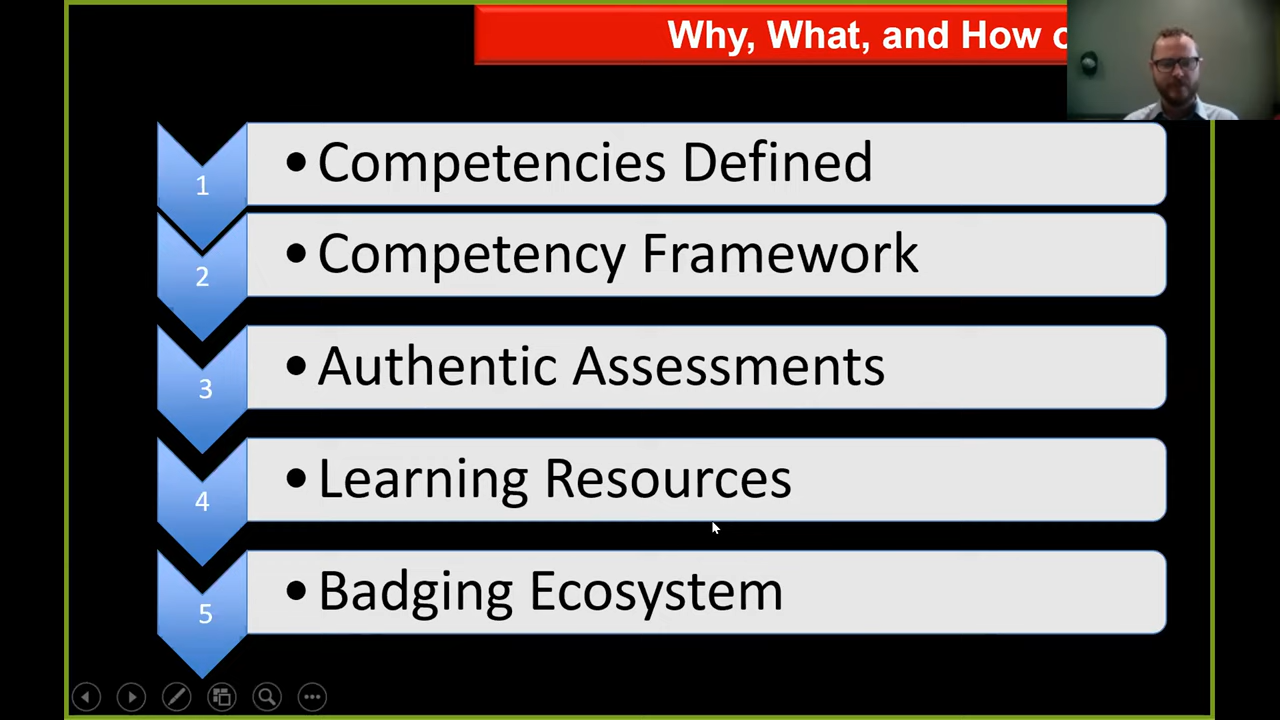 Why, What, and How
1
•Competencies Defined
2
•Competency Framework
3
•Authentic Assessments
4
•Learning Resources
5
•Badging Ecosystem